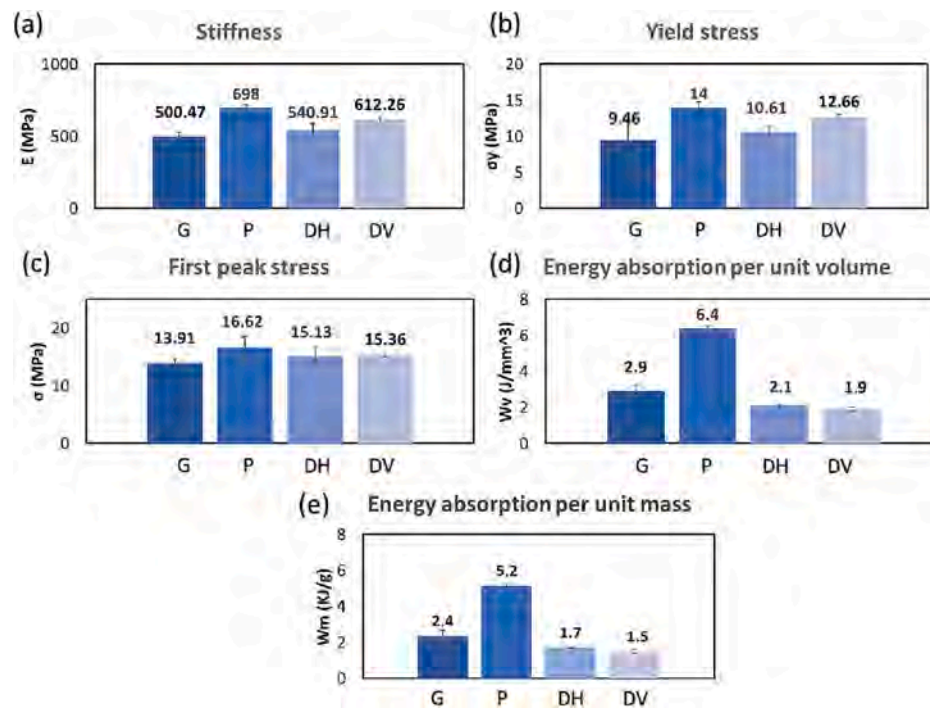 (a) Stiffness
1000
500
0
E (MPa)
500.47
698
540.91
612.25
G P DH DV
(b) Yield stress
20
15
10
5
0
σy (MPa)
9.46
14
10.61
12.66
G P DH DV
(c) First peak stress
20
10
0
σ (MPa)
13.91
16.62
15.13
15.36
G P DH DV
(d) Energy absorption per unit volume
8
6
4
2
0
Wv (J/mm^3)
2.9
6.4
2.1
1.9
G P DH DV
(e) Energy absorption per unit mass
8
6
4
2
0
Wm (KJ/g)
2.4
5.2
1.7
1.5
G P DH DV